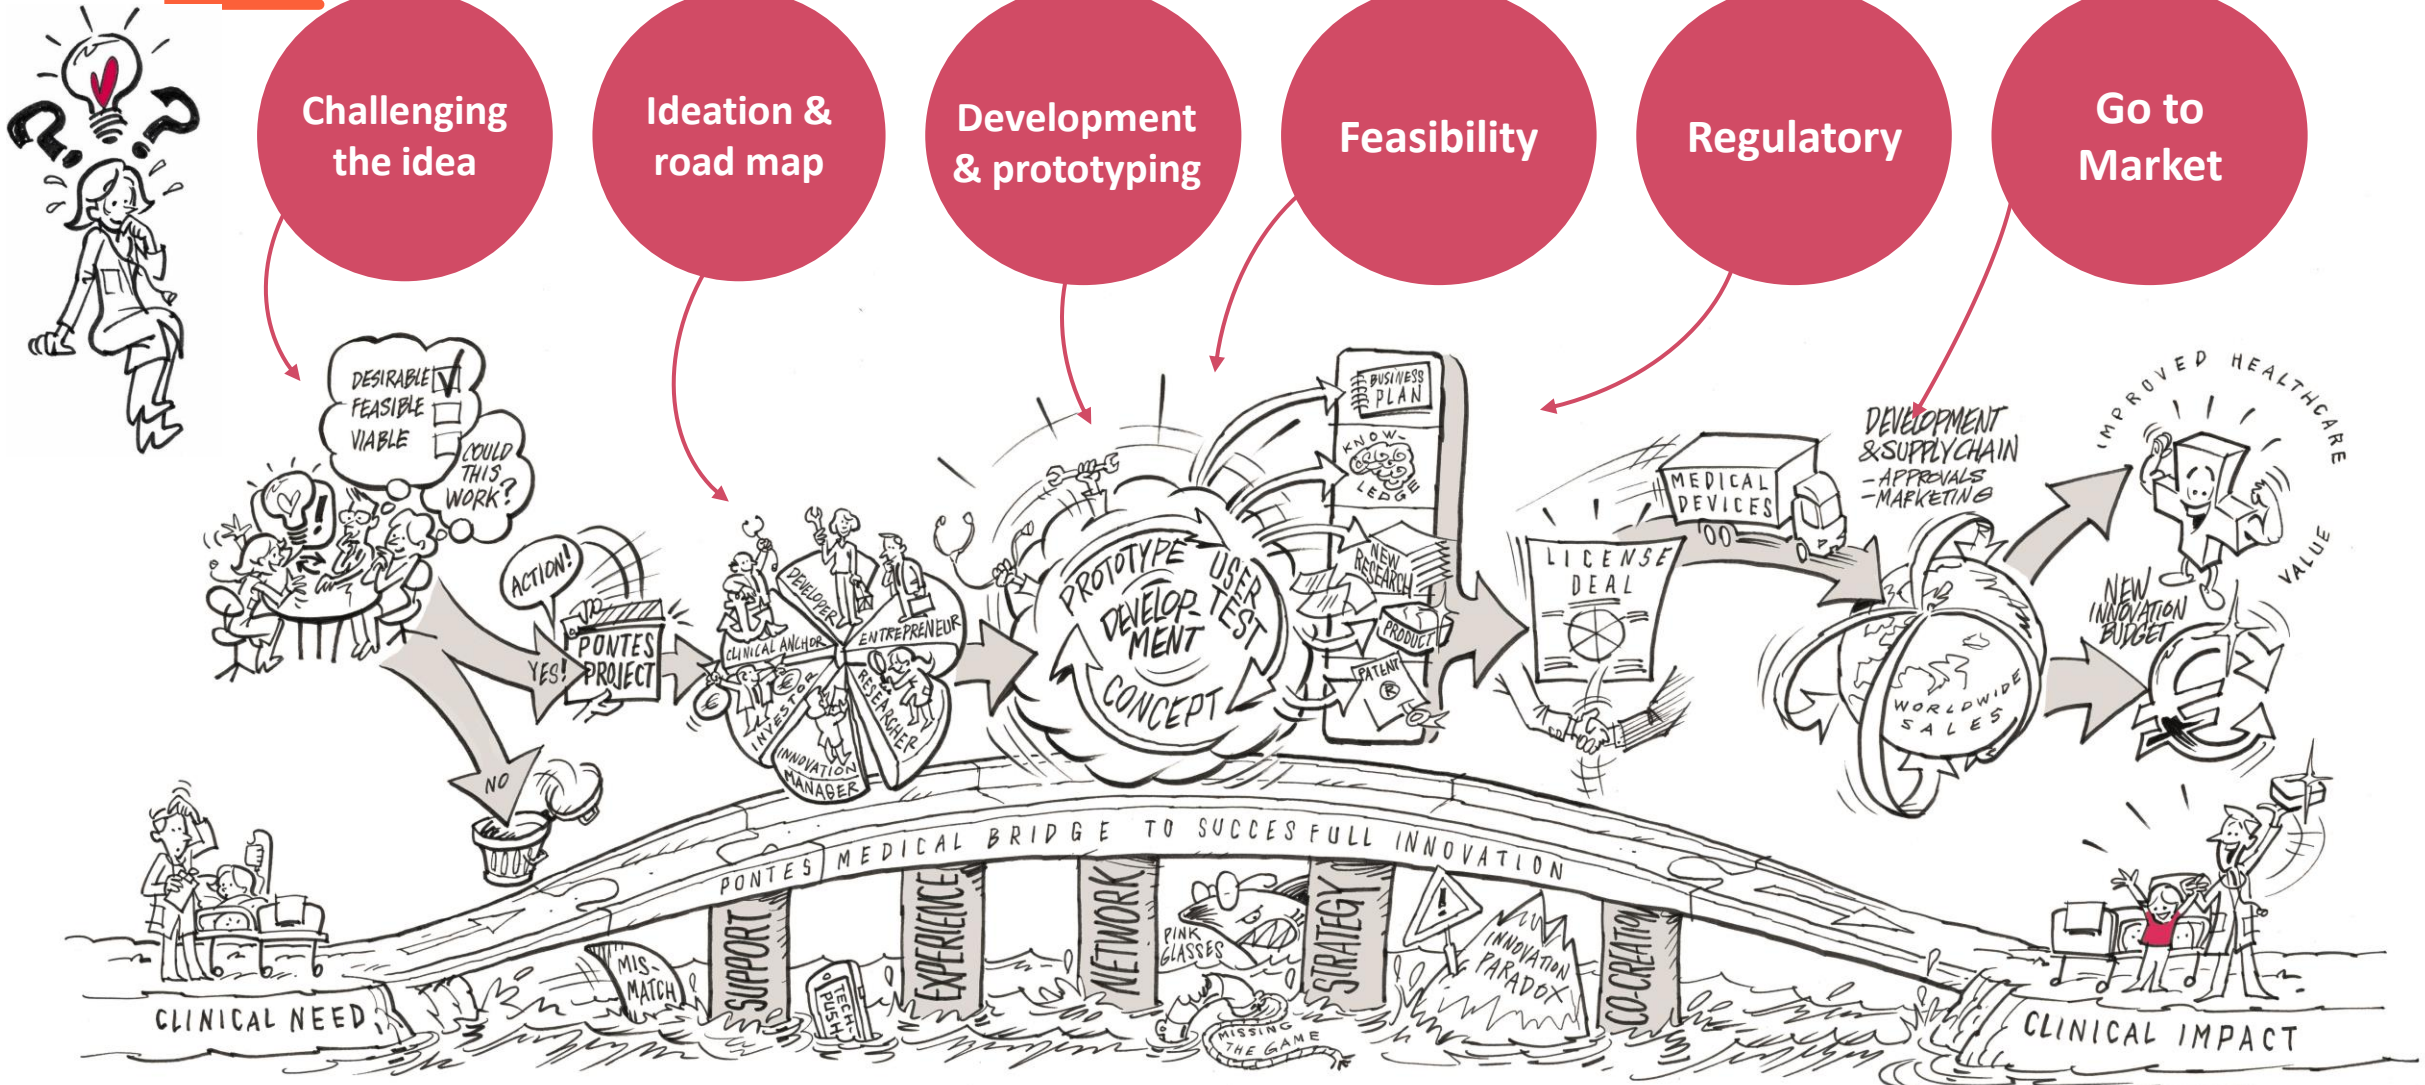 Challenging
the idea
Ideation &
road map
Development
& prototyping
Feasibility
Regulatory
Go to
Market
DESIRABLE
FEASIBLE
VIABLE
COULD
THIS
WORK?
ACTION!
YES!
PONTES
PROJECT
NO
DEVELOPER
ENTREPRENEUR
CLINICAL ANCHOR
RESEARCHER
INVESTOR
INNOVATION
MANAGER
PROTOTYPE
USER
TEST
DEVELOP-
MENT
CONCEPT
BUSINESS
PLAN
KNOW-
LEDGE
NEW
RESEARCH
PRODUCT
PATENT
®
LICENSE
DEAL
MEDICAL
DEVICES
DEVELOPMENT
& SUPPLY CHAIN
- APPROVALS
- MARKETING
WORLDWIDE
SALES
IMPROVED HEALTHCARE
VALUE
NEW
INNOVATION
BUDGET
€
PONTES MEDICAL BRIDGE TO SUCCESFULL INNOVATION
SUPPORT
EXPERIENCE
NETWORK
STRATEGY
CO-CREATION
MIS-
MATCH
TECH-
PUSH
PINK
GLASSES
MISSING
THE GAME
INNOVATION
PARADOX
CLINICAL NEED
CLINICAL IMPACT